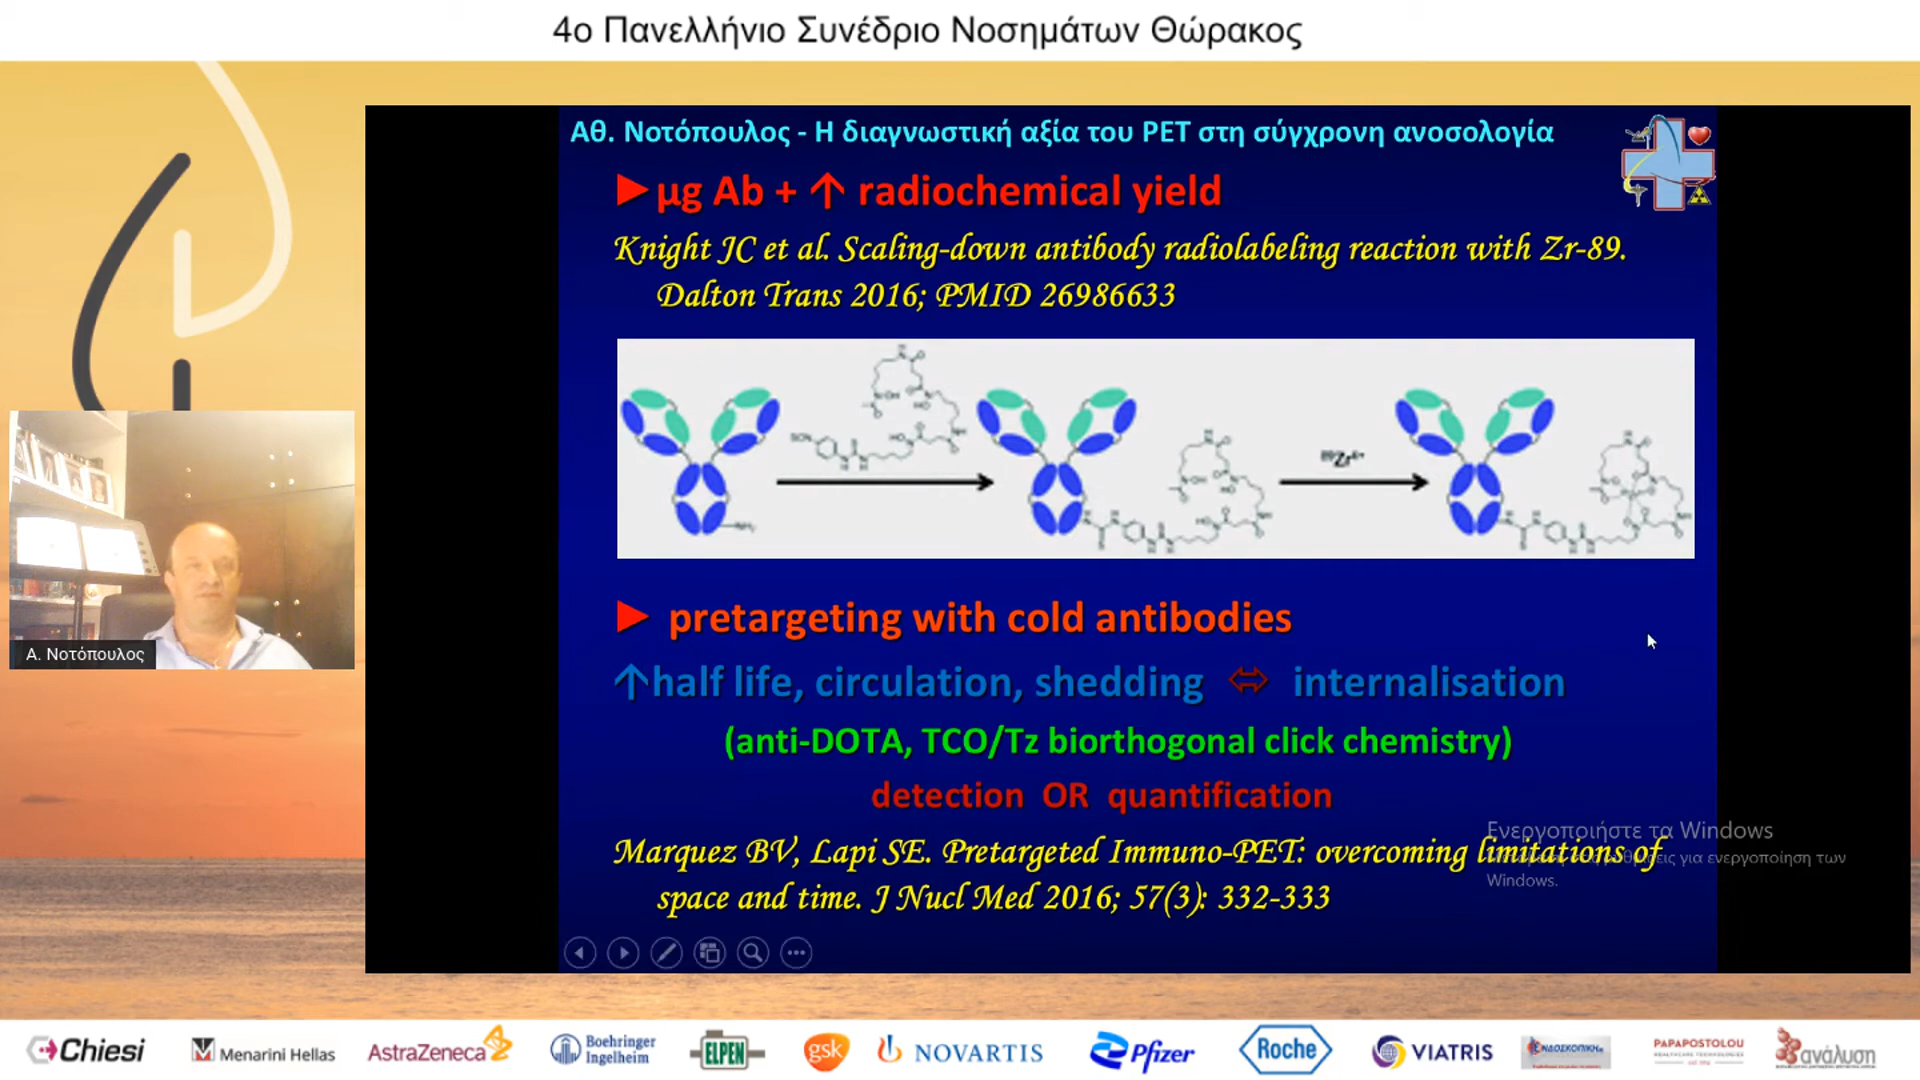 4ο Πανελλήνιο Συνέδριο Νοσημάτων Θώρακος
Αθ. Νοτόπουλος - Η διαγνωστική αξία του PET στη σύγχρονη ανοσολογία
►μg Ab + ↑ radiochemical yield
Knight JC et al. Scaling-down antibody radiolabeling reaction with Zr-89.
Dalton Trans 2016; PMID 26986633
⁸⁹Zr⁴⁺
► pretargeting with cold antibodies
↑half life, circulation, shedding ⇔ internalisation
(anti-DOTA, TCO/Tz biorthogonal click chemistry)
detection OR quantification
Marquez BV, Lapi SE. Pretargeted Immuno-PET: overcoming limitations of
space and time. J Nucl Med 2016; 57(3): 332-333
Ενεργοποιήστε τα Windows
για ενεργοποίηση των
Windows.
Α. Νοτόπουλος
Chiesi
Menarini Hellas
AstraZeneca
Boehringer
Ingelheim
ELPEN
gsk
NOVARTIS
Pfizer
Roche
VIATRIS
ΕΝΔΟΣΚΟΠΙΚΗ
PAPAPOSTOLOU
ανάλυση